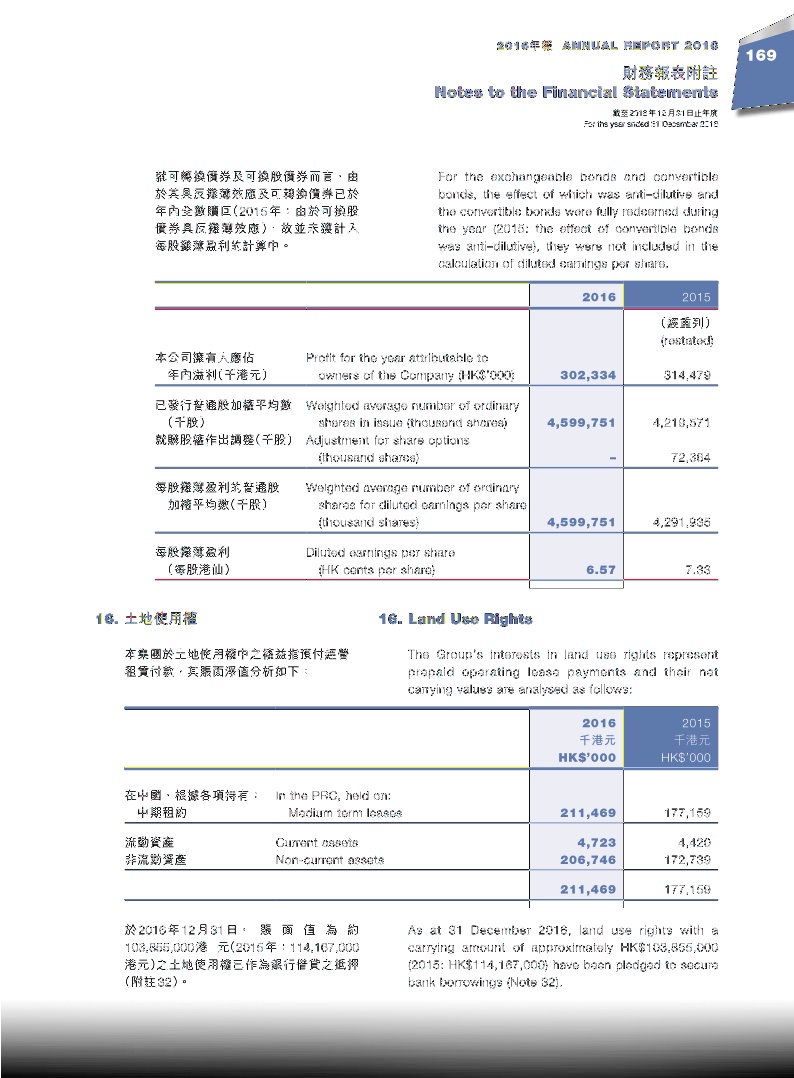 2016年報 ANNUAL REPORT 2016
169
財務報表附註
Notes to the Financial Statements
截至2016年12月31日止年度
For the year ended 31 December 2016
就可轉換債券及可換股債券而言,由
於其具反攤薄效應及可轉換債券已於
年內全數贖回(2015年:由於可換股
債券具反攤薄效應),故並未獲計入
每股攤薄盈利的計算中。
For the exchangeable bonds and convertible
bonds, the effect of which was anti-dilutive and
the convertible bonds were fully redeemed during
the year (2015: the effect of convertible bonds
was anti-dilutive), they were not included in the
calculation of diluted earnings per share.
2016 2015
(經重列)
(restated)
本公司擁有人應佔 Profit for the year attributable to
年內溢利(千港元) owners of the Company (HK$'000) 302,334 314,479
已發行普通股加權平均數 Weighted average number of ordinary
(千股) shares in issue (thousand shares) 4,599,751 4,219,571
就購股權作出調整(千股) Adjustment for share options
(thousand shares) – 72,364
每股攤薄盈利的普通股 Weighted average number of ordinary
加權平均數(千股) shares for diluted earnings per share
(thousand shares) 4,599,751 4,291,935
每股攤薄盈利 Diluted earnings per share
(每股港仙) (HK cents per share) 6.57 7.33
16. 土地使用權
16. Land Use Rights
本集團於土地使用權中之權益指預付經營
租賃付款,其賬面淨值分析如下:
The Group's interests in land use rights represent
prepaid operating lease payments and their net
carrying values are analysed as follows:
2016 2015
千港元 千港元
HK$'000 HK$'000
在中國,根據各項持有: In the PRC, held on:
中期租約 Medium term leases 211,469 177,159
流動資產 Current assets 4,723 4,420
非流動資產 Non-current assets 206,746 172,739
211,469 177,159
於2016年12月31日,賬面值為約
103,855,000港元(2015年:114,167,000
港元)之土地使用權已作為銀行借貸之抵押
(附註32)。
As at 31 December 2016, land use rights with a
carrying amount of approximately HK$103,855,000
(2015: HK$114,167,000) have been pledged to secure
bank borrowings (Note 32).